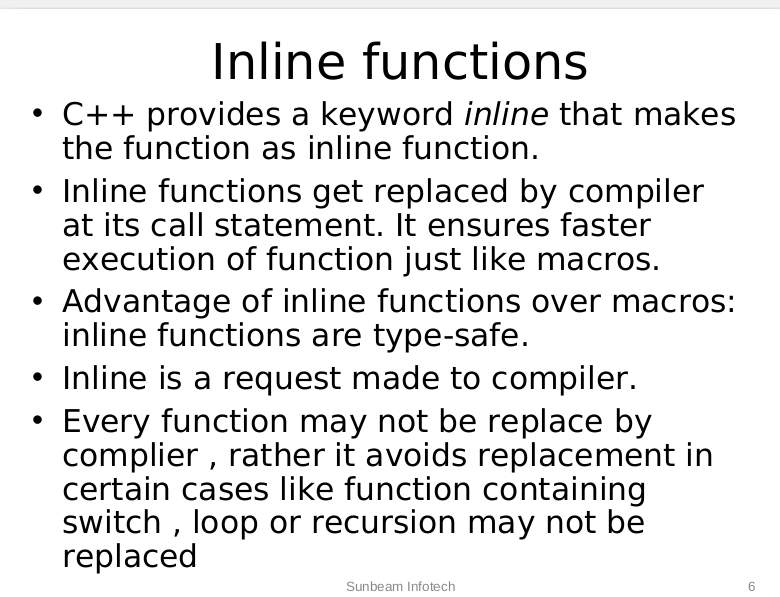 Inline functions
• C++ provides a keyword inline that makes
the function as inline function.
• Inline functions get replaced by compiler
at its call statement. It ensures faster
execution of function just like macros.
• Advantage of inline functions over macros:
inline functions are type-safe.
• Inline is a request made to compiler.
• Every function may not be replace by
complier , rather it avoids replacement in
certain cases like function containing
switch , loop or recursion may not be
replaced
Sunbeam Infotech
6